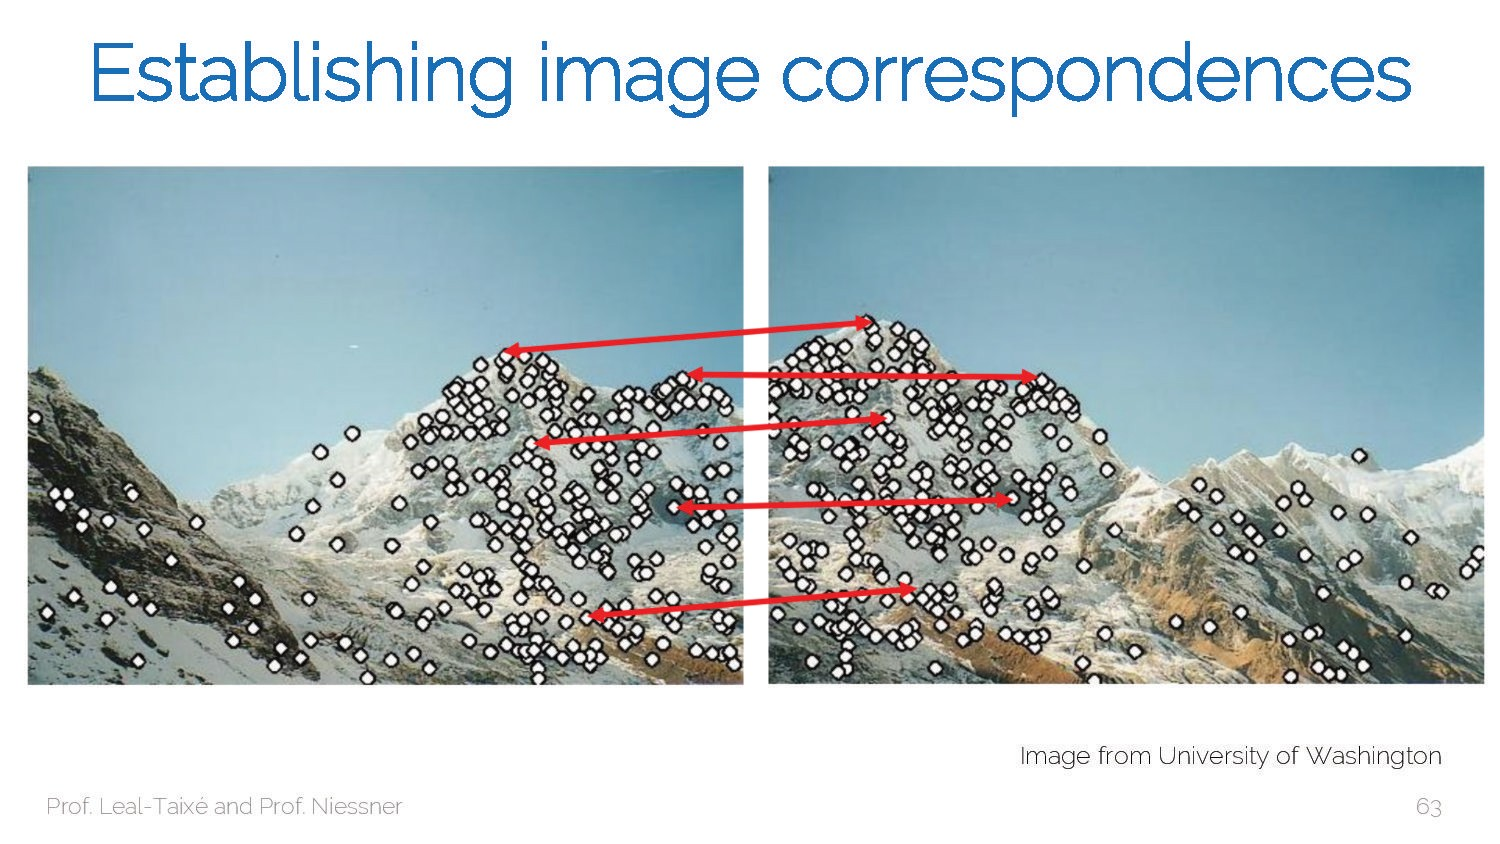 Establishing image correspondences
Image from University of Washington
Prof. Leal-Taixé and Prof. Niessner
63